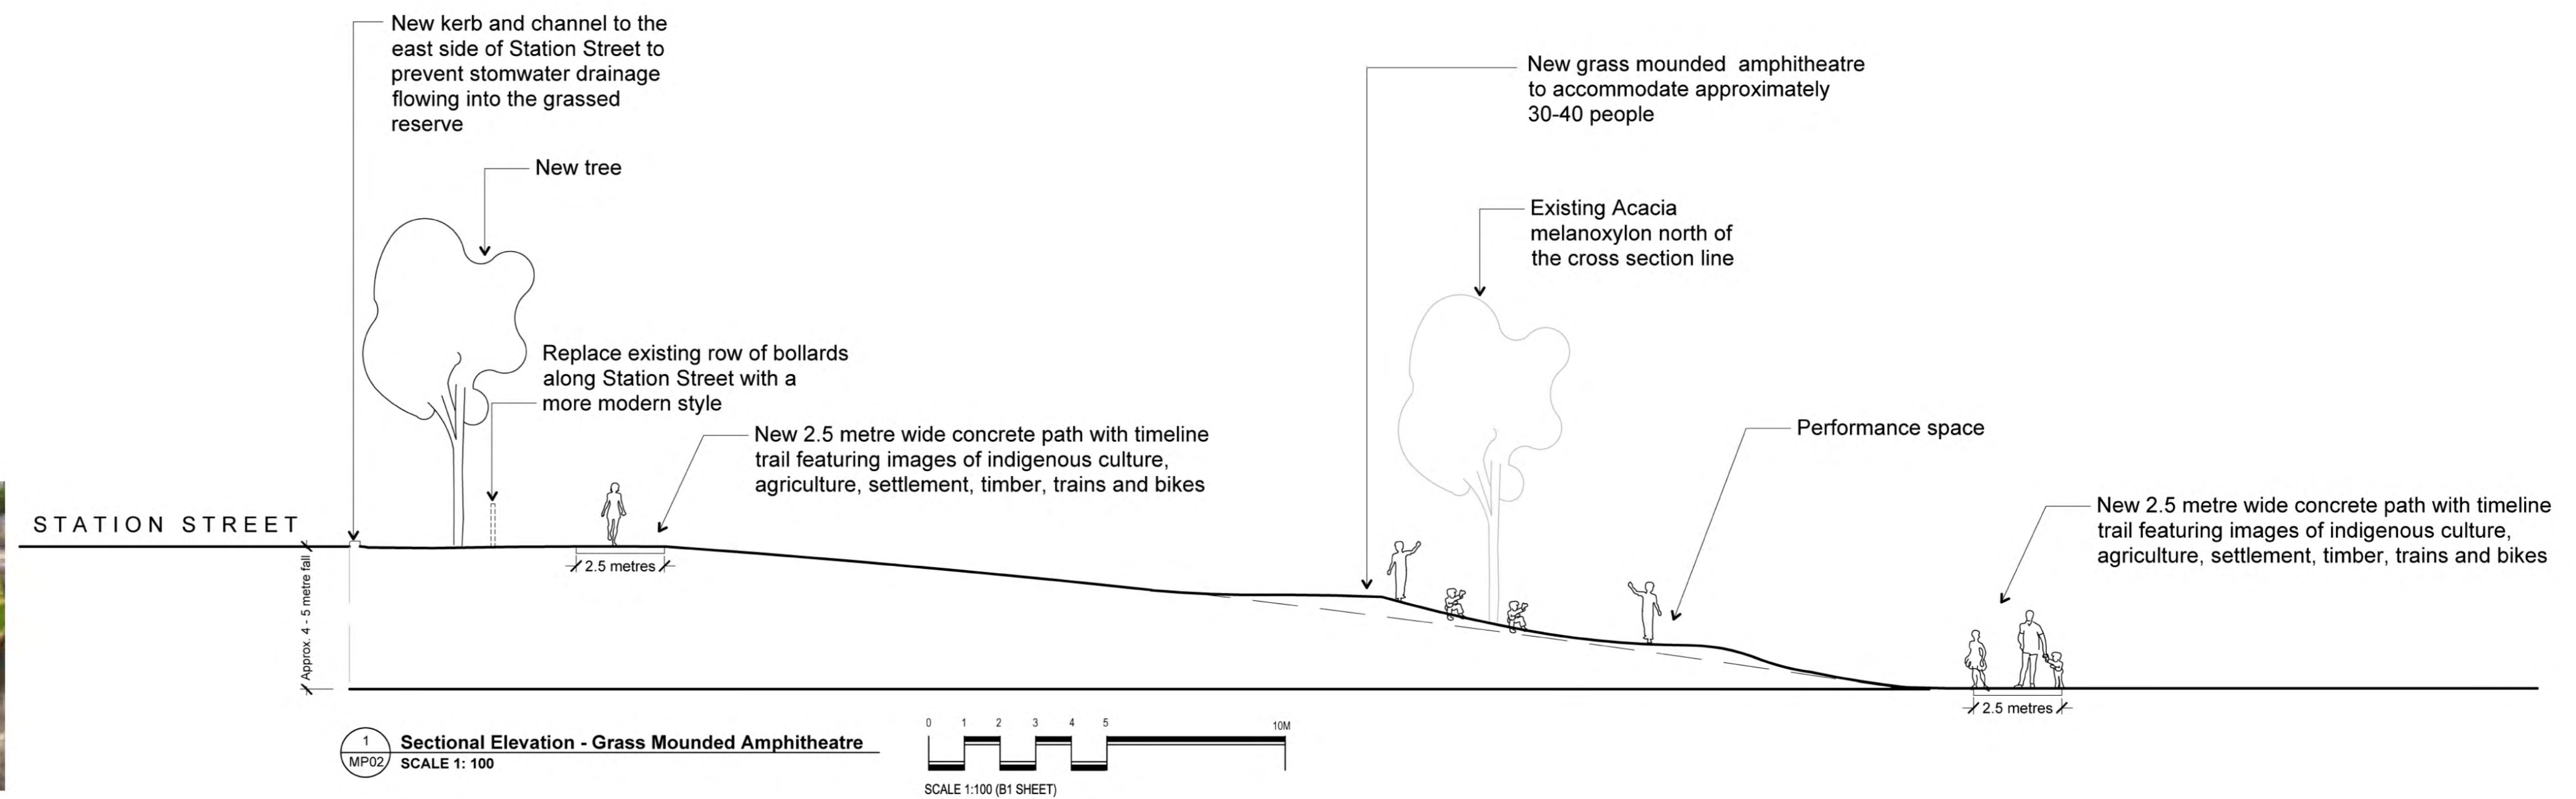 New kerb and channel to the
east side of Station Street to
prevent stomwater drainage
flowing into the grassed
reserve
New tree
Replace existing row of bollards
along Station Street with a
more modern style
New 2.5 metre wide concrete path with timeline
trail featuring images of indigenous culture,
agriculture, settlement, timber, trains and bikes
New grass mounded amphitheatre
to accommodate approximately
30-40 people
Existing Acacia
melanoxylon north of
the cross section line
Performance space
New 2.5 metre wide concrete path with timeline
trail featuring images of indigenous culture,
agriculture, settlement, timber, trains and bikes
STATION STREET
2.5 metres
Approx. 4 - 5 metre fall
2.5 metres
1
MP02
Sectional Elevation - Grass Mounded Amphitheatre
SCALE 1: 100
0 1 2 3 4 5 10M
SCALE 1:100 (B1 SHEET)